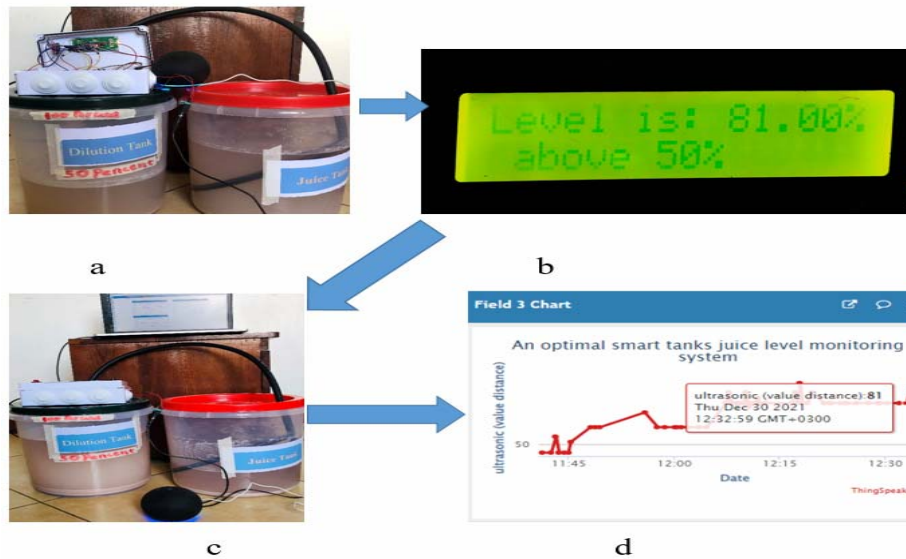 Dilution Tank
50 Percent
Juice Tank
Level is: 81.00%
above 50%
a
b
Dilution Tank
50 Percent
Juice Tank
Field 3 Chart
An optimal smart tanks juice level monitoring
system
ultrasonic (value distance)
ultrasonic (value distance):81
Thu Dec 30 2021
12:32:59 GMT+0300
50
11:45
12:00
12:15
12:30
Date
ThingSpeak
c
d